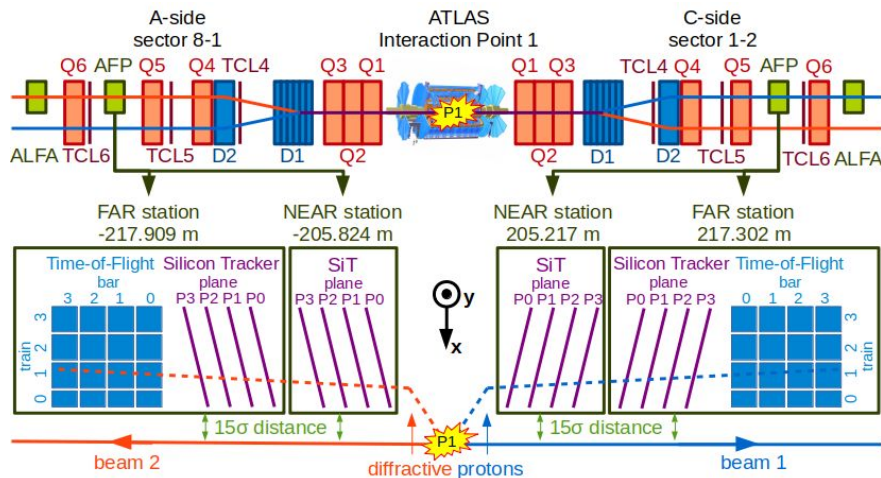 A-side
sector 8-1
ATLAS
Interaction Point 1
C-side
sector 1-2
Q6 AFP Q5 Q4 TCL4 Q3 Q1
Q1 Q3 TCL4 Q4 Q5 AFP Q6
P1
ALFA TCL6 TCL5 D2 D1 Q2
Q2 D1 D2 TCL5 TCL6 ALFA
FAR station
-217.909 m
NEAR station
-205.824 m
NEAR station
205.217 m
FAR station
217.302 m
Time-of-Flight
bar
3 2 1 0
train
3
2
1
0
Silicon Tracker
plane
P3 P2 P1 P0
SiT
plane
P3 P2 P1 P0
y
x
SiT
plane
P0 P1 P2 P3
Silicon Tracker
plane
P0 P1 P2 P3
Time-of-Flight
bar
0 1 2 3
3
2
1
0
train
15σ distance
P1
15σ distance
beam 2
diffractive protons
beam 1